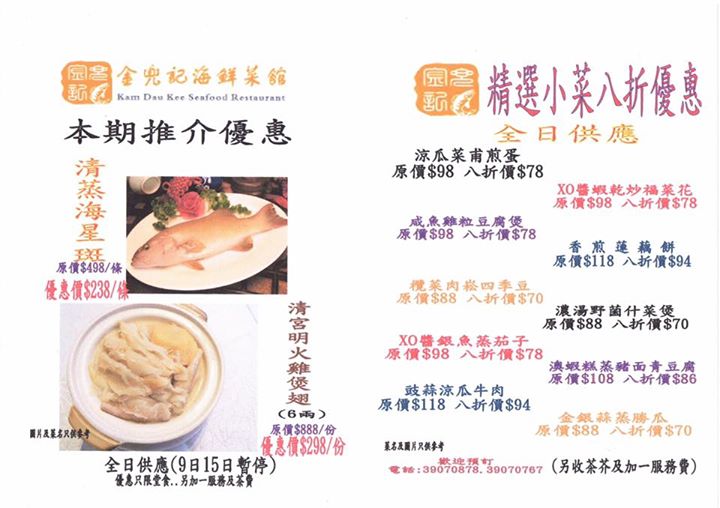 金兜記海鮮菜館
Kam Dau Kee Seafood Restaurant
本期推介優惠
清蒸海星斑
原價$498/條
優惠價$238/條
清宮明火雞煲翅
(6兩)
原價$888/份
優惠價$298/份
圖片及菜名只供參考
全日供應(9日15日暫停)
優惠只限堂食..另加一服務及茶費
精選小菜八折優惠
全日供應
涼瓜菜甫煎蛋
原價$98 八折價$78
XO醬蝦乾炒福菜花
原價$98 八折價$78
咸魚雞粒豆腐煲
原價$98 八折價$78
香煎蓮藕餅
原價$118 八折價$94
欖菜肉崧四季豆
原價$88 八折價$70
濃湯野菌什菜煲
原價$88 八折價$70
XO醬銀魚蒸茄子
原價$98 八折價$78
澳蝦糕蒸豬面青豆腐
原價$108 八折價$86
豉蒜涼瓜牛肉
原價$118 八折價$94
金銀蒜蒸勝瓜
原價$88 八折價$70
菜名及圖片只供參考
歡迎預訂
電話:39070878.39070767
(另收茶芥及加一服務費)